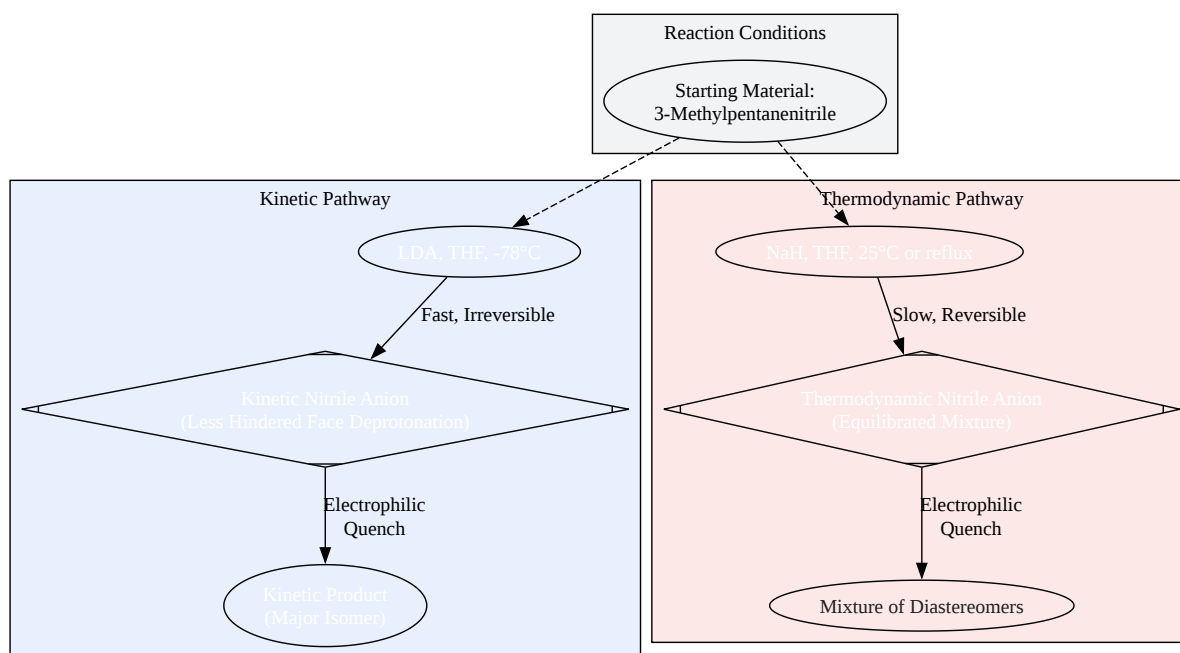 Reaction Conditions
Starting Material:
3-Methylpentanenitrile
Kinetic Pathway
Thermodynamic Pathway
LDA, THF, -78°C
NaH, THF, 25°C or reflux
Fast, Irreversible
Slow, Reversible
Kinetic Nitrile Anion
(Less Hindered Face Deprotonation)
Thermodynamic Nitrile Anion
(Equilibrated Mixture)
Electrophilic
Quench
Electrophilic
Quench
Kinetic Product
(Major Isomer)
Mixture of Diastereomers